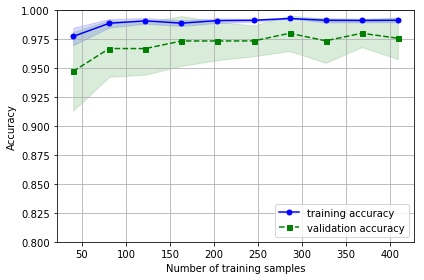 1.000
0.975
0.950
0.925
0.900
0.875
0.850
0.825
0.800
Accuracy
training accuracy
validation accuracy
50 100 150 200 250 300 350 400
Number of training samples